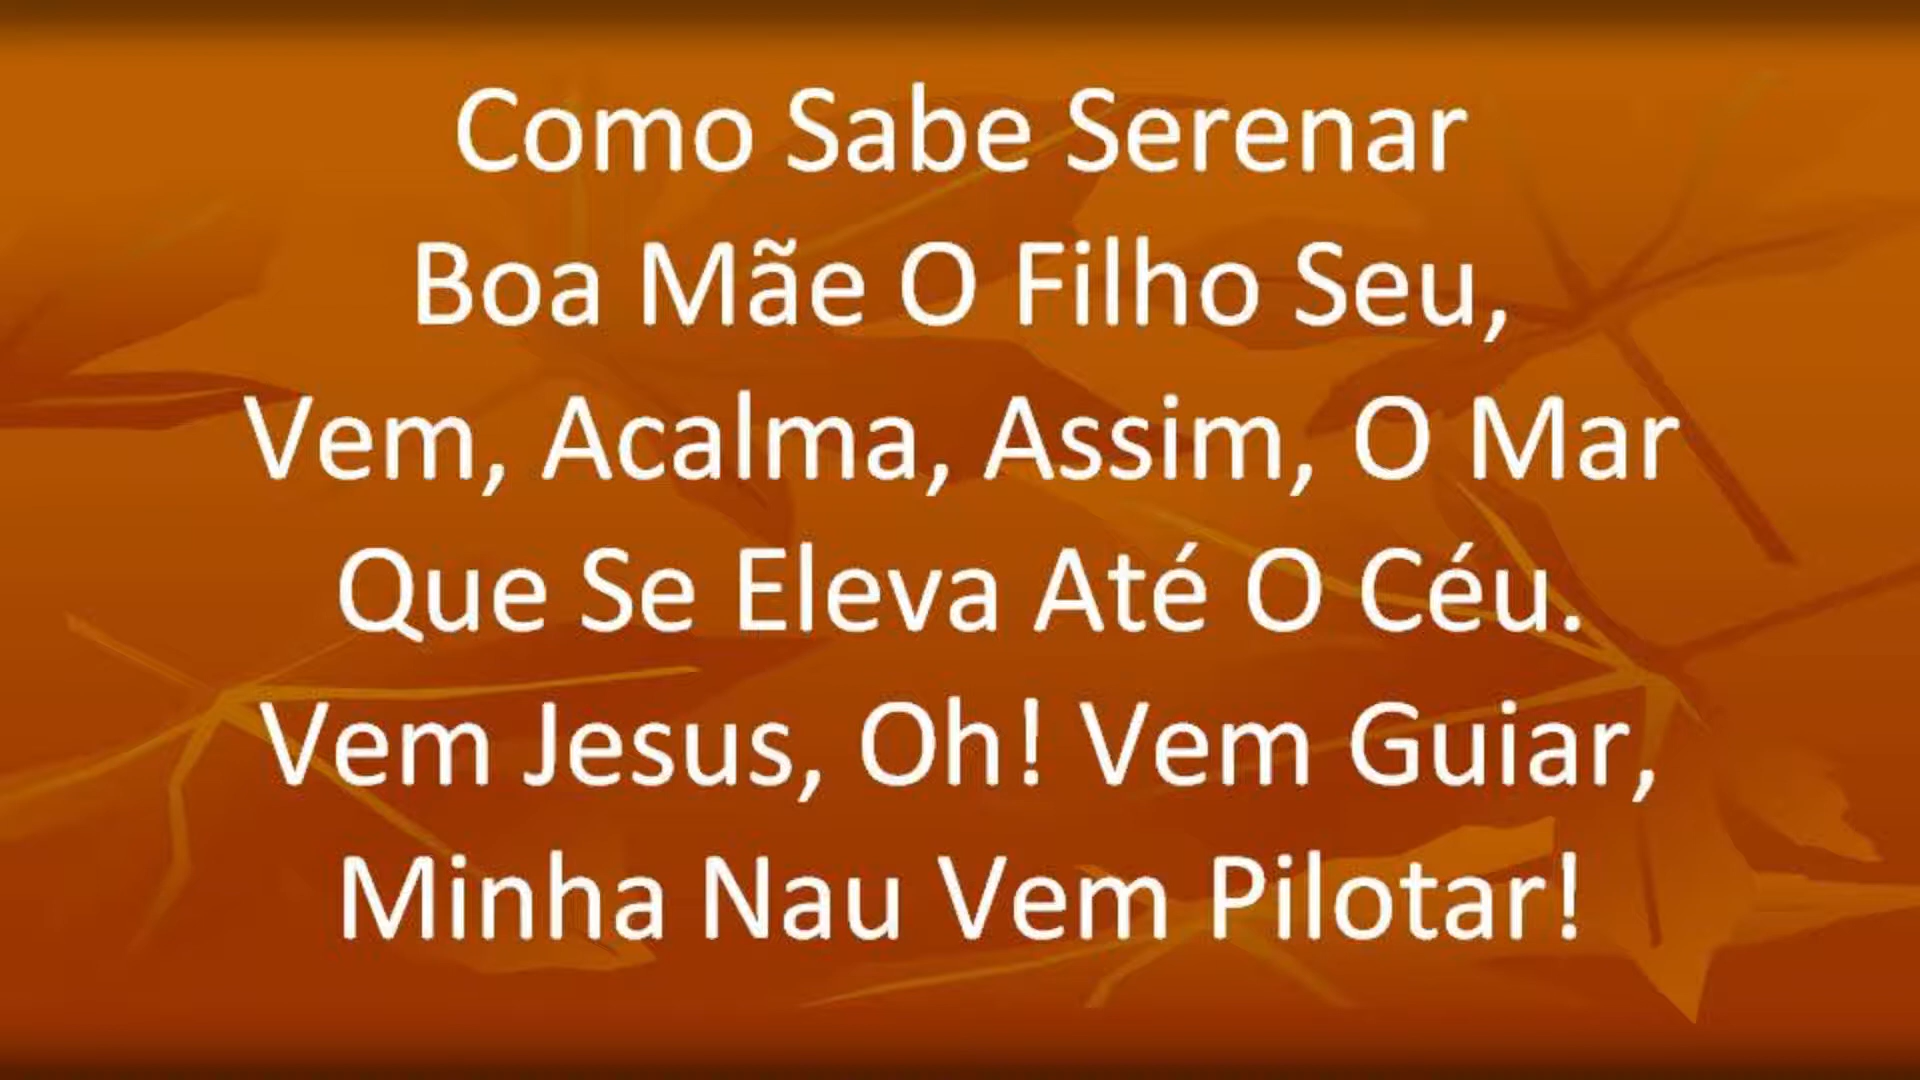 Como Sabe Serenar
Boa Mãe O Filho Seu,
Vem, Acalma, Assim, O Mar
Que Se Eleva Até O Céu.
Vem Jesus, Oh! Vem Guiar,
Minha Nau Vem Pilotar!